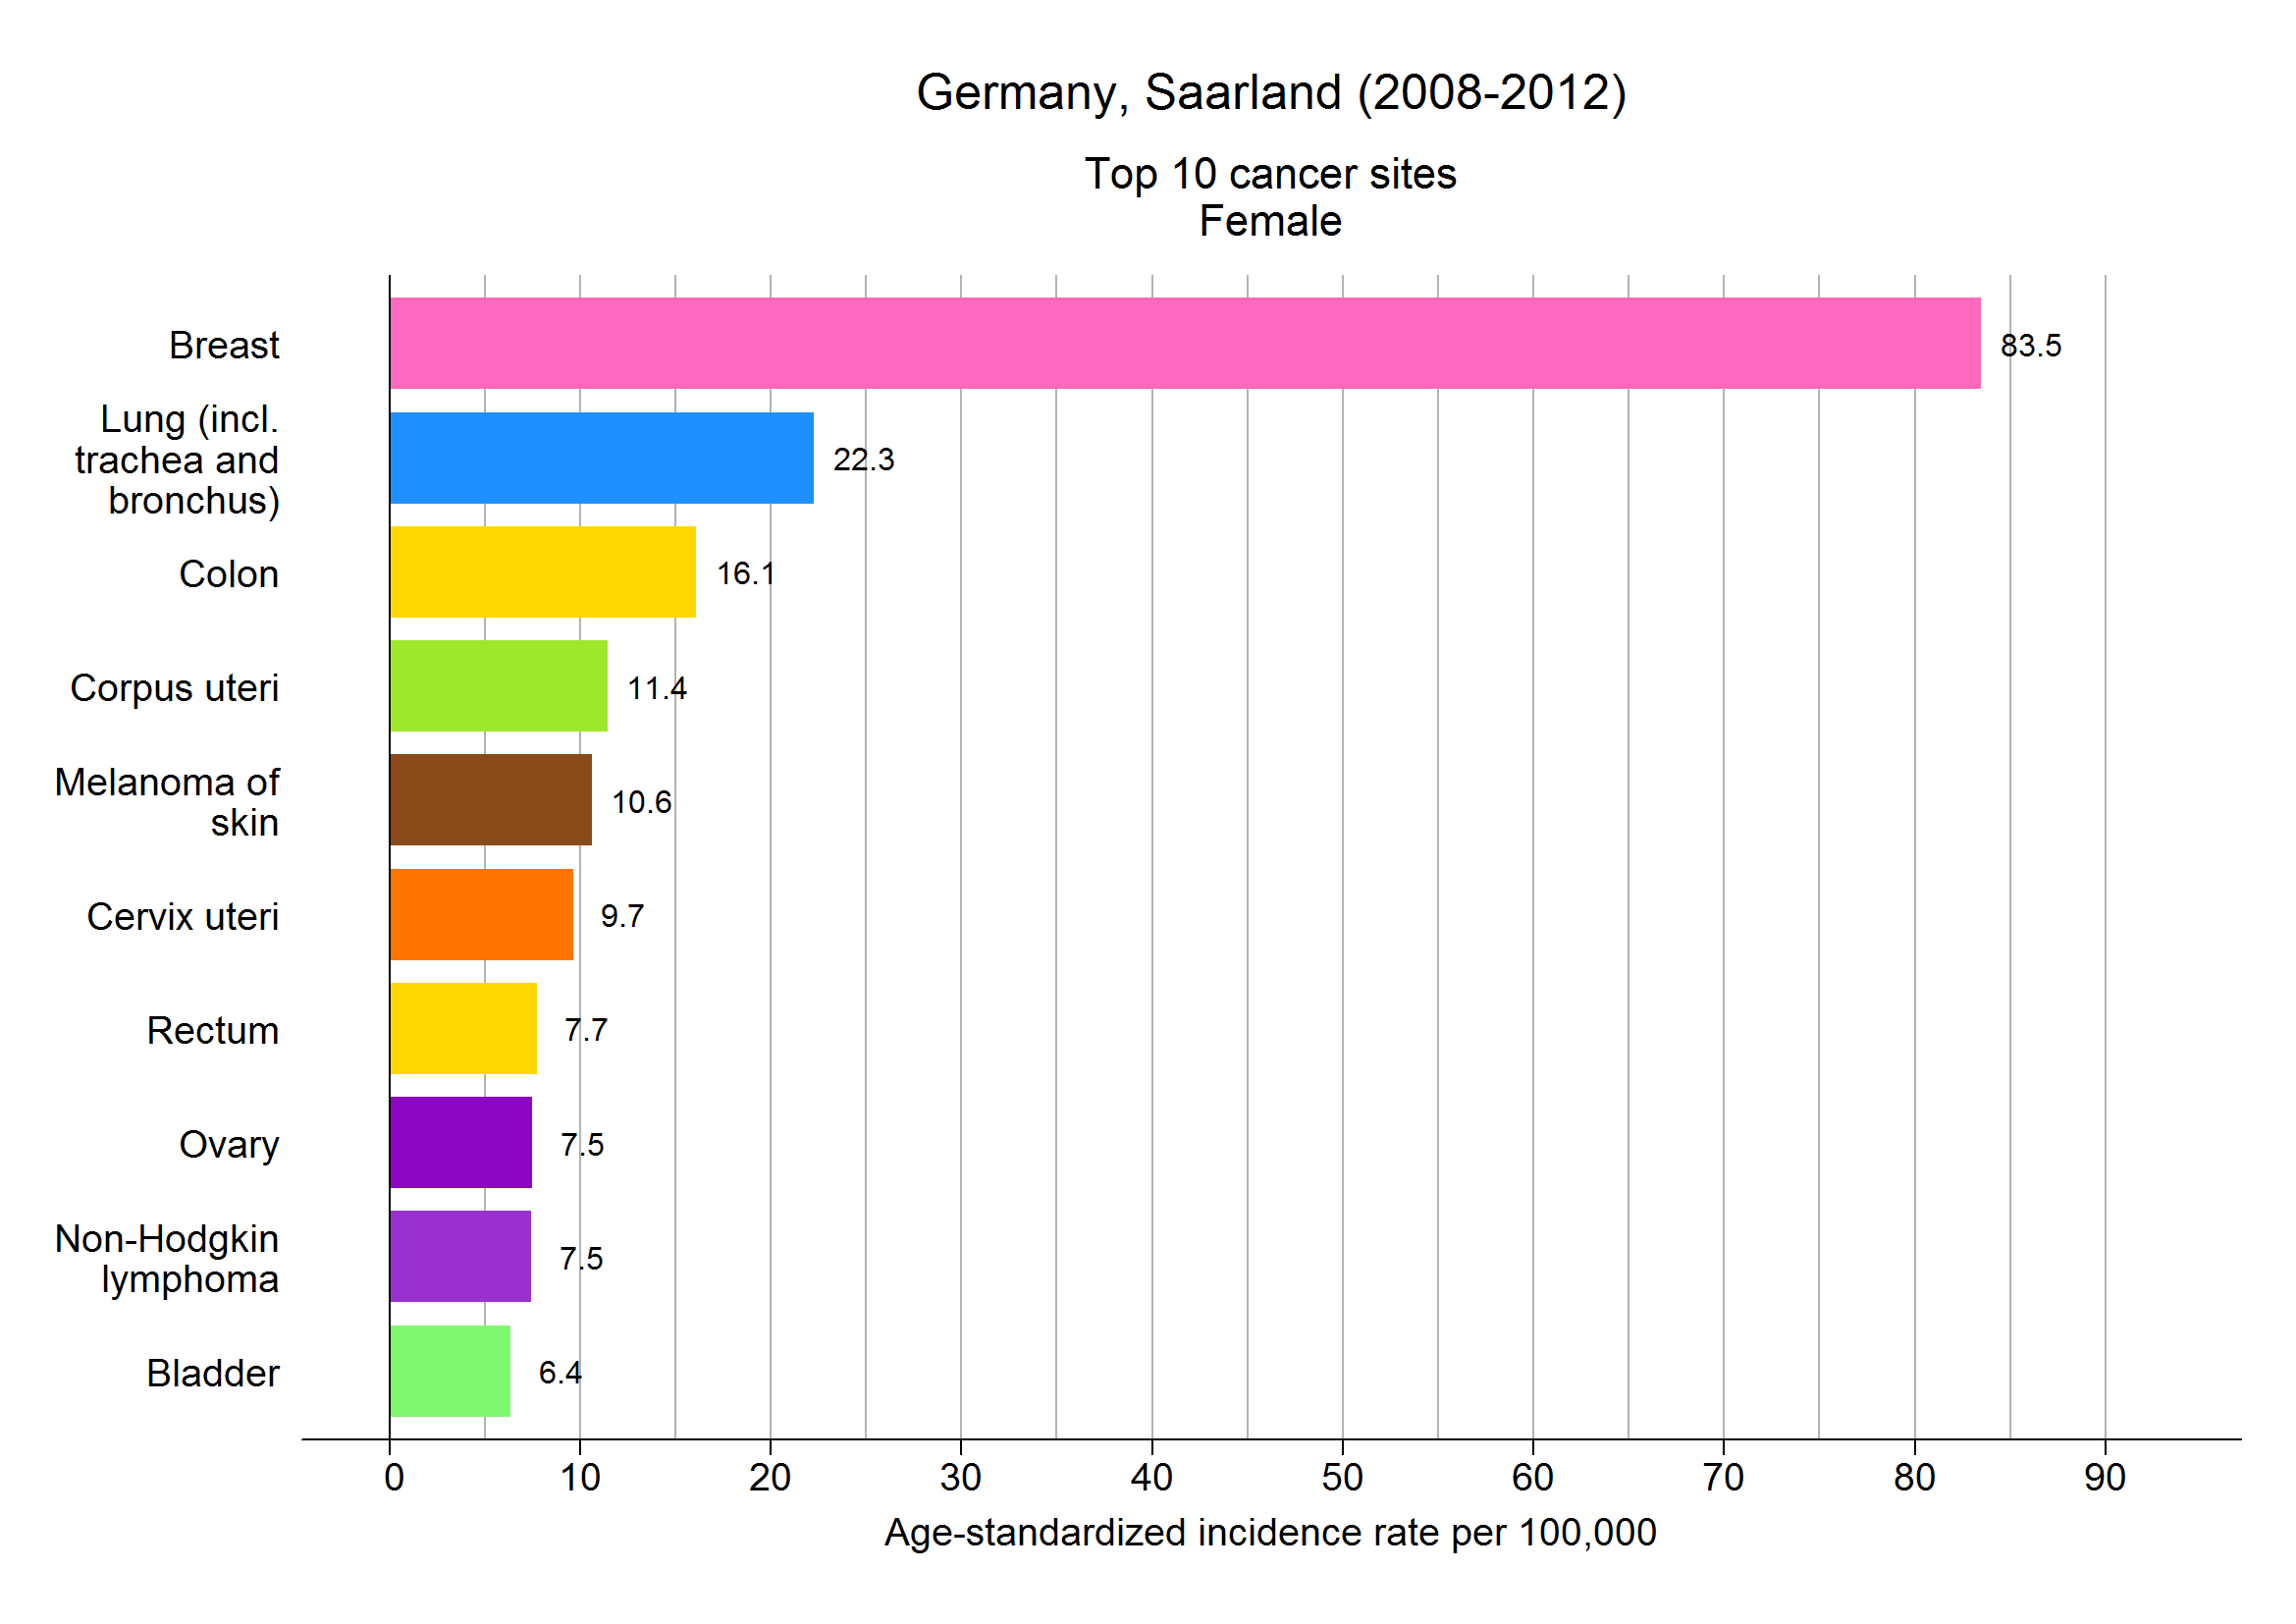 Germany, Saarland (2008-2012)
Top 10 cancer sites
Female
Breast
83.5
Lung (incl.
trachea and
bronchus)
22.3
Colon
16.1
Corpus uteri
11.4
Melanoma of
skin
10.6
Cervix uteri
9.7
Rectum
7.7
Ovary
7.5
Non-Hodgkin
lymphoma
7.5
Bladder
6.4
0 10 20 30 40 50 60 70 80 90
Age-standardized incidence rate per 100,000